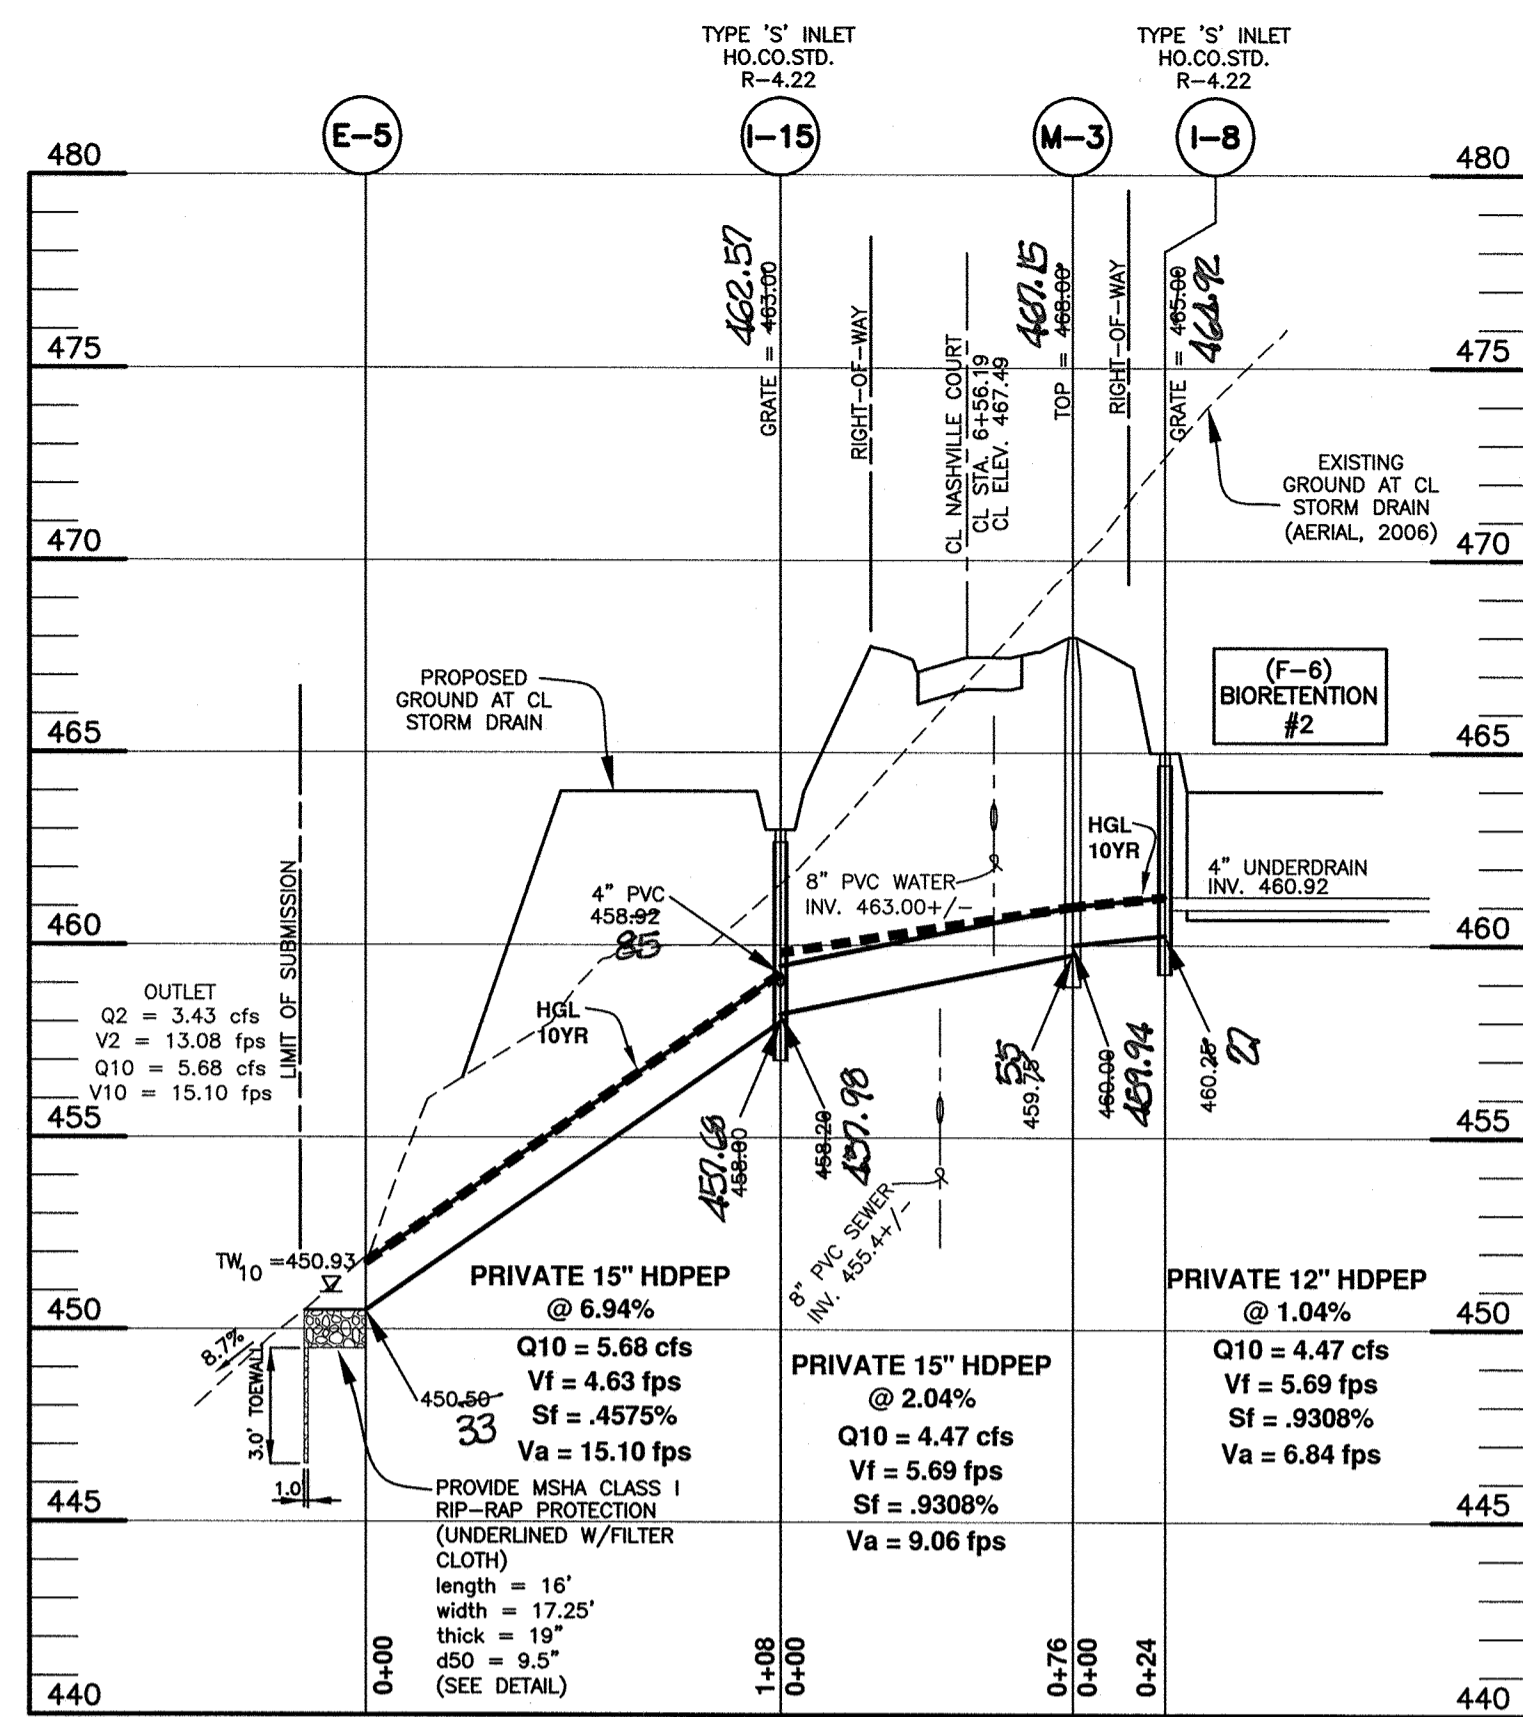 TYPE 'S' INLET
HO.CO.STD.
R-4.22
TYPE 'S' INLET
HO.CO.STD.
R-4.22
E-5
I-15
M-3
I-8
480
480
475
475
470
470
465
465
460
460
455
455
450
450
445
445
440
440
462.57
GRATE = 463.00
RIGHT-OF-WAY
CL NASHVILLE COURT
CL STA. 6+56.19
CL ELEV. 467.49
467.15
TOP = 468.00
RIGHT-OF-WAY
GRATE = 465.00
464.92
EXISTING
GROUND AT CL
STORM DRAIN
(AERIAL, 2006)
PROPOSED
GROUND AT CL
STORM DRAIN
(F-6)
BIORETENTION
#2
LIMIT OF SUBMISSION
4" PVC
458.92
85
8" PVC WATER
INV. 463.00+/-
HGL
10YR
4" UNDERDRAIN
INV. 460.92
OUTLET
Q2 = 3.43 cfs
V2 = 13.08 fps
Q10 = 5.68 cfs
V10 = 15.10 fps
HGL
10YR
457.68
458.00
458.20
457.98
8" PVC SEWER
INV. 455.4+/-
55
459.75
460.00
459.94
460.25
27
TW10 =450.93
8.7%
3.0' TOEWALL
1.0
450.50
33
PRIVATE 15" HDPEP
@ 6.94%
Q10 = 5.68 cfs
Vf = 4.63 fps
Sf = .4575%
Va = 15.10 fps
PRIVATE 15" HDPEP
@ 2.04%
Q10 = 4.47 cfs
Vf = 5.69 fps
Sf = .9308%
Va = 9.06 fps
PRIVATE 12" HDPEP
@ 1.04%
Q10 = 4.47 cfs
Vf = 5.69 fps
Sf = .9308%
Va = 6.84 fps
PROVIDE MSHA CLASS I
RIP-RAP PROTECTION
(UNDERLINED W/FILTER
CLOTH)
length = 16'
width = 17.25'
thick = 19"
d50 = 9.5"
(SEE DETAIL)
0+00
1+08
0+00
0+76
0+00
0+24